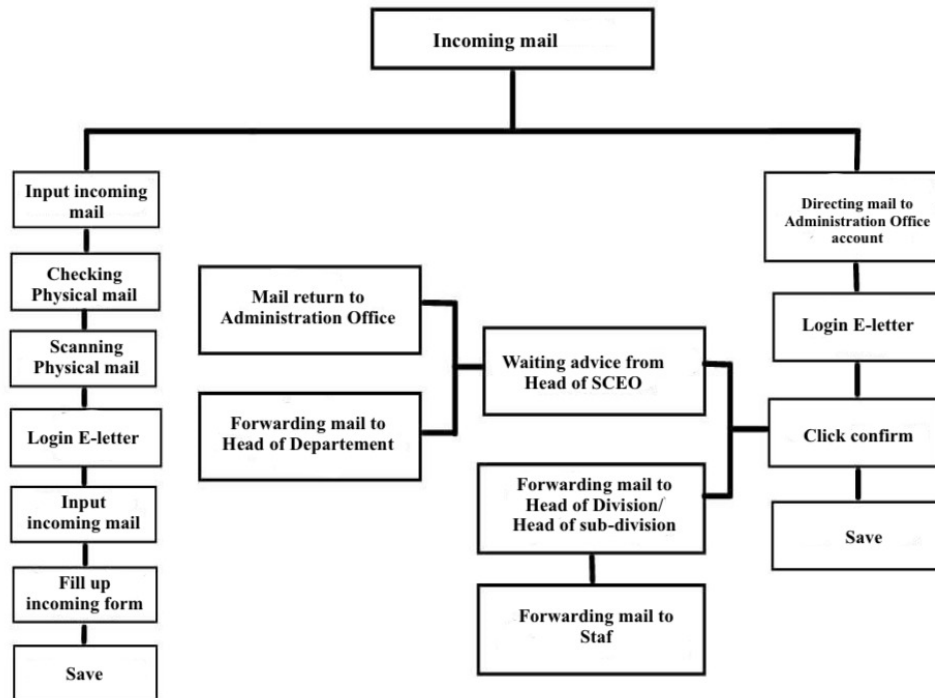 Incoming mail
Input incoming
mail
Checking
Physical mail
Scanning
Physical mail
Login E-letter
Input
incoming mail
Fill up
incoming form
Save
Mail return to
Administration Office
Forwarding mail to
Head of Departement
Waiting advice from
Head of SCEO
Forwarding mail to
Head of Division/
Head of sub-division
Forwarding mail to
Staf
Directing mail to
Administration Office
account
Login E-letter
Click confirm
Save